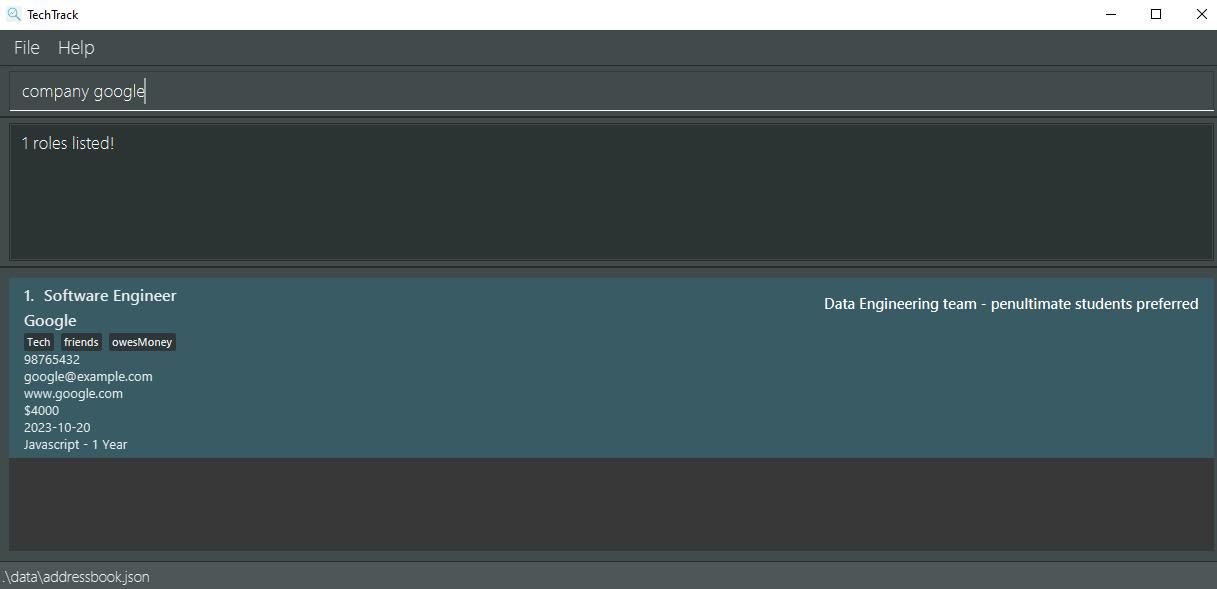 TechTrack
File Help
company google
1 roles listed!
1. Software Engineer
Data Engineering team - penultimate students preferred
Google
Tech friends owesMoney
98765432
google@example.com
www.google.com
$4000
2023-10-20
Javascript - 1 Year
.\data\addressbook.json